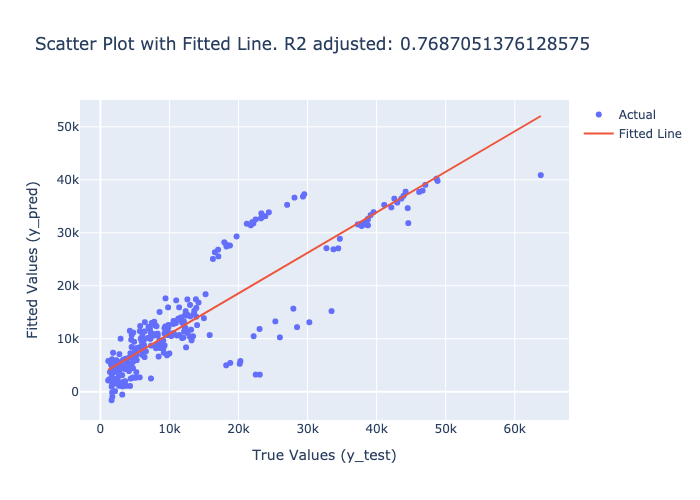 Scatter Plot with Fitted Line. R2 adjusted: 0.7687051376128575
Actual
Fitted Line
50k
40k
30k
20k
10k
0
Fitted Values (y_pred)
0 10k 20k 30k 40k 50k 60k
True Values (y_test)